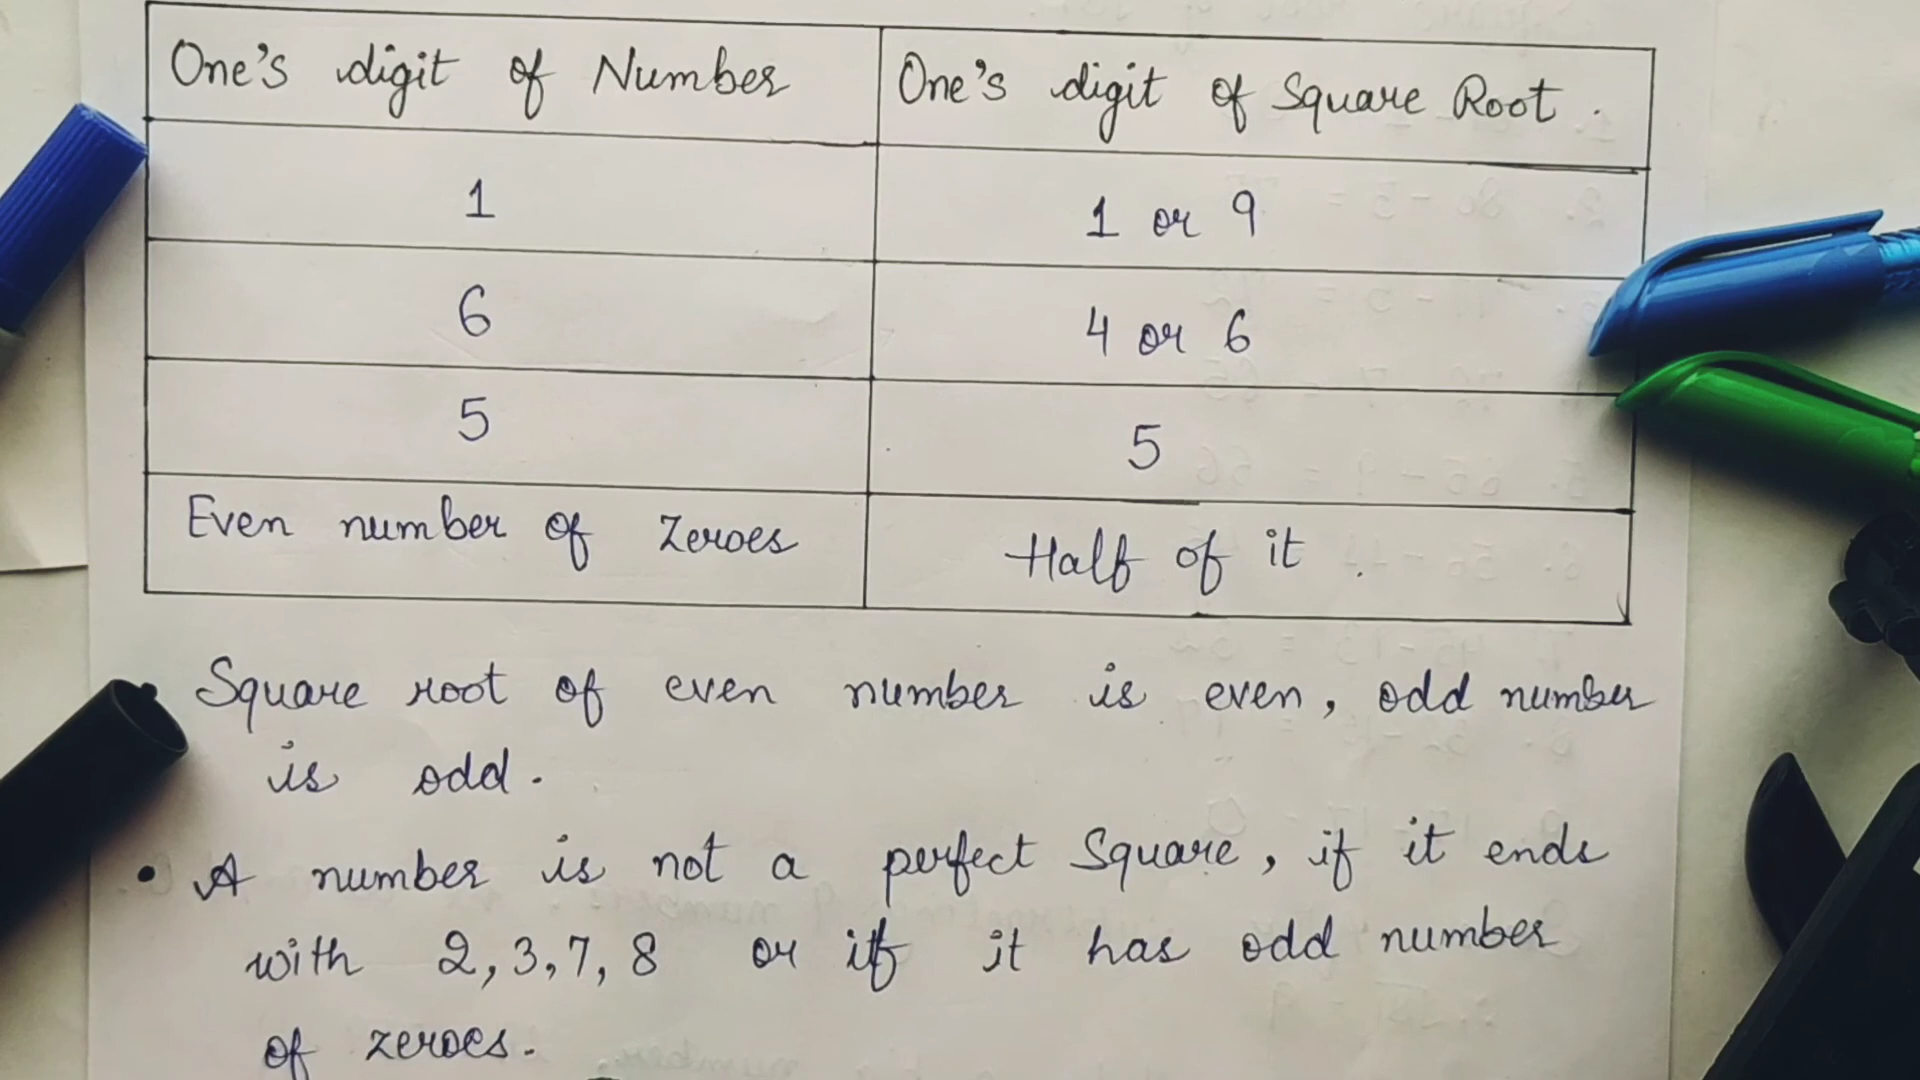 One's digit of Number
One's digit of Square Root.
1
1 or 9
6
4 or 6
5
5
Even number of Zeroes
Half of it.
Square root of even number is even, odd number
is odd.
• A number is not a perfect Square, if it ends
with 2,3,7,8 or if it has odd number
of zeroes.